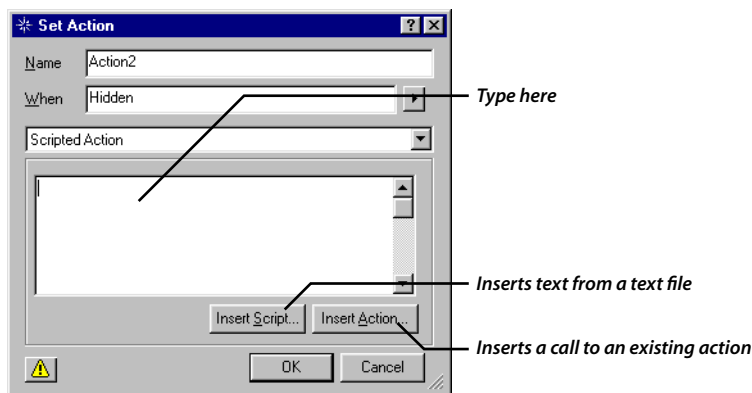 Set Action
Name Action2
When Hidden
Type here
Scripted Action
Inserts text from a text file
Insert Script... Insert Action...
Inserts a call to an existing action
OK Cancel